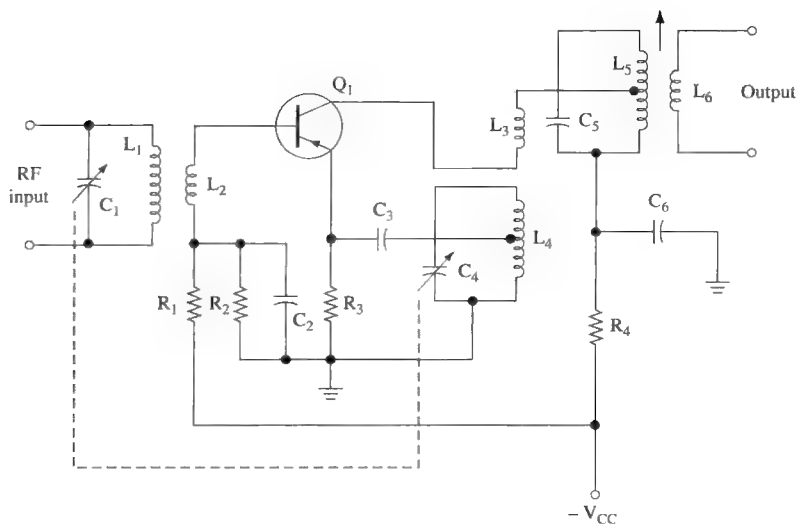 Q1
L5
L6
Output
L3
C5
L1
RF
input
C1
L2
C3
L4
C6
C4
R1
R2
C2
R3
R4
– VCC